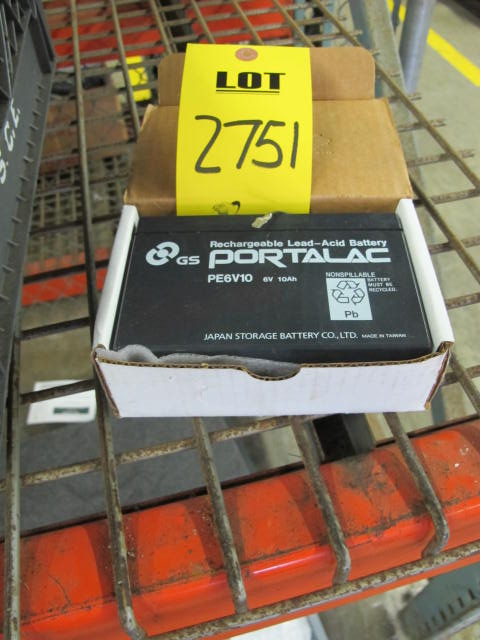 LOT
2751
Rechargeable Lead-Acid Battery
GS PORTALAC
PE6V10 6V 10Ah
NONSPILLABLE
BATTERY
MUST BE
RECYCLED.
Pb
JAPAN STORAGE BATTERY CO., LTD. MADE IN TAIWAN